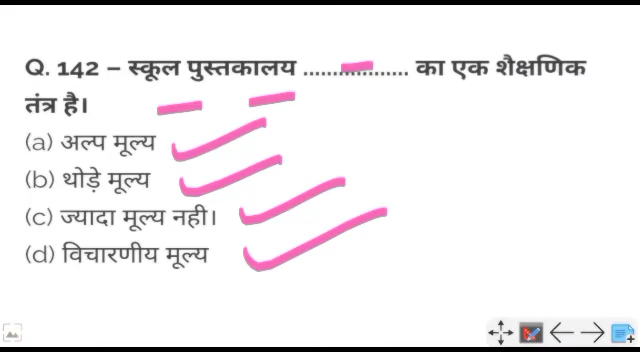 Q. 142 – स्कूल पुस्तकालय .................. का एक शैक्षणिक
तंत्र है।
(a) अल्प मूल्य
(b) थोड़े मूल्य
(c) ज्यादा मूल्य नही।
(d) विचारणीय मूल्य